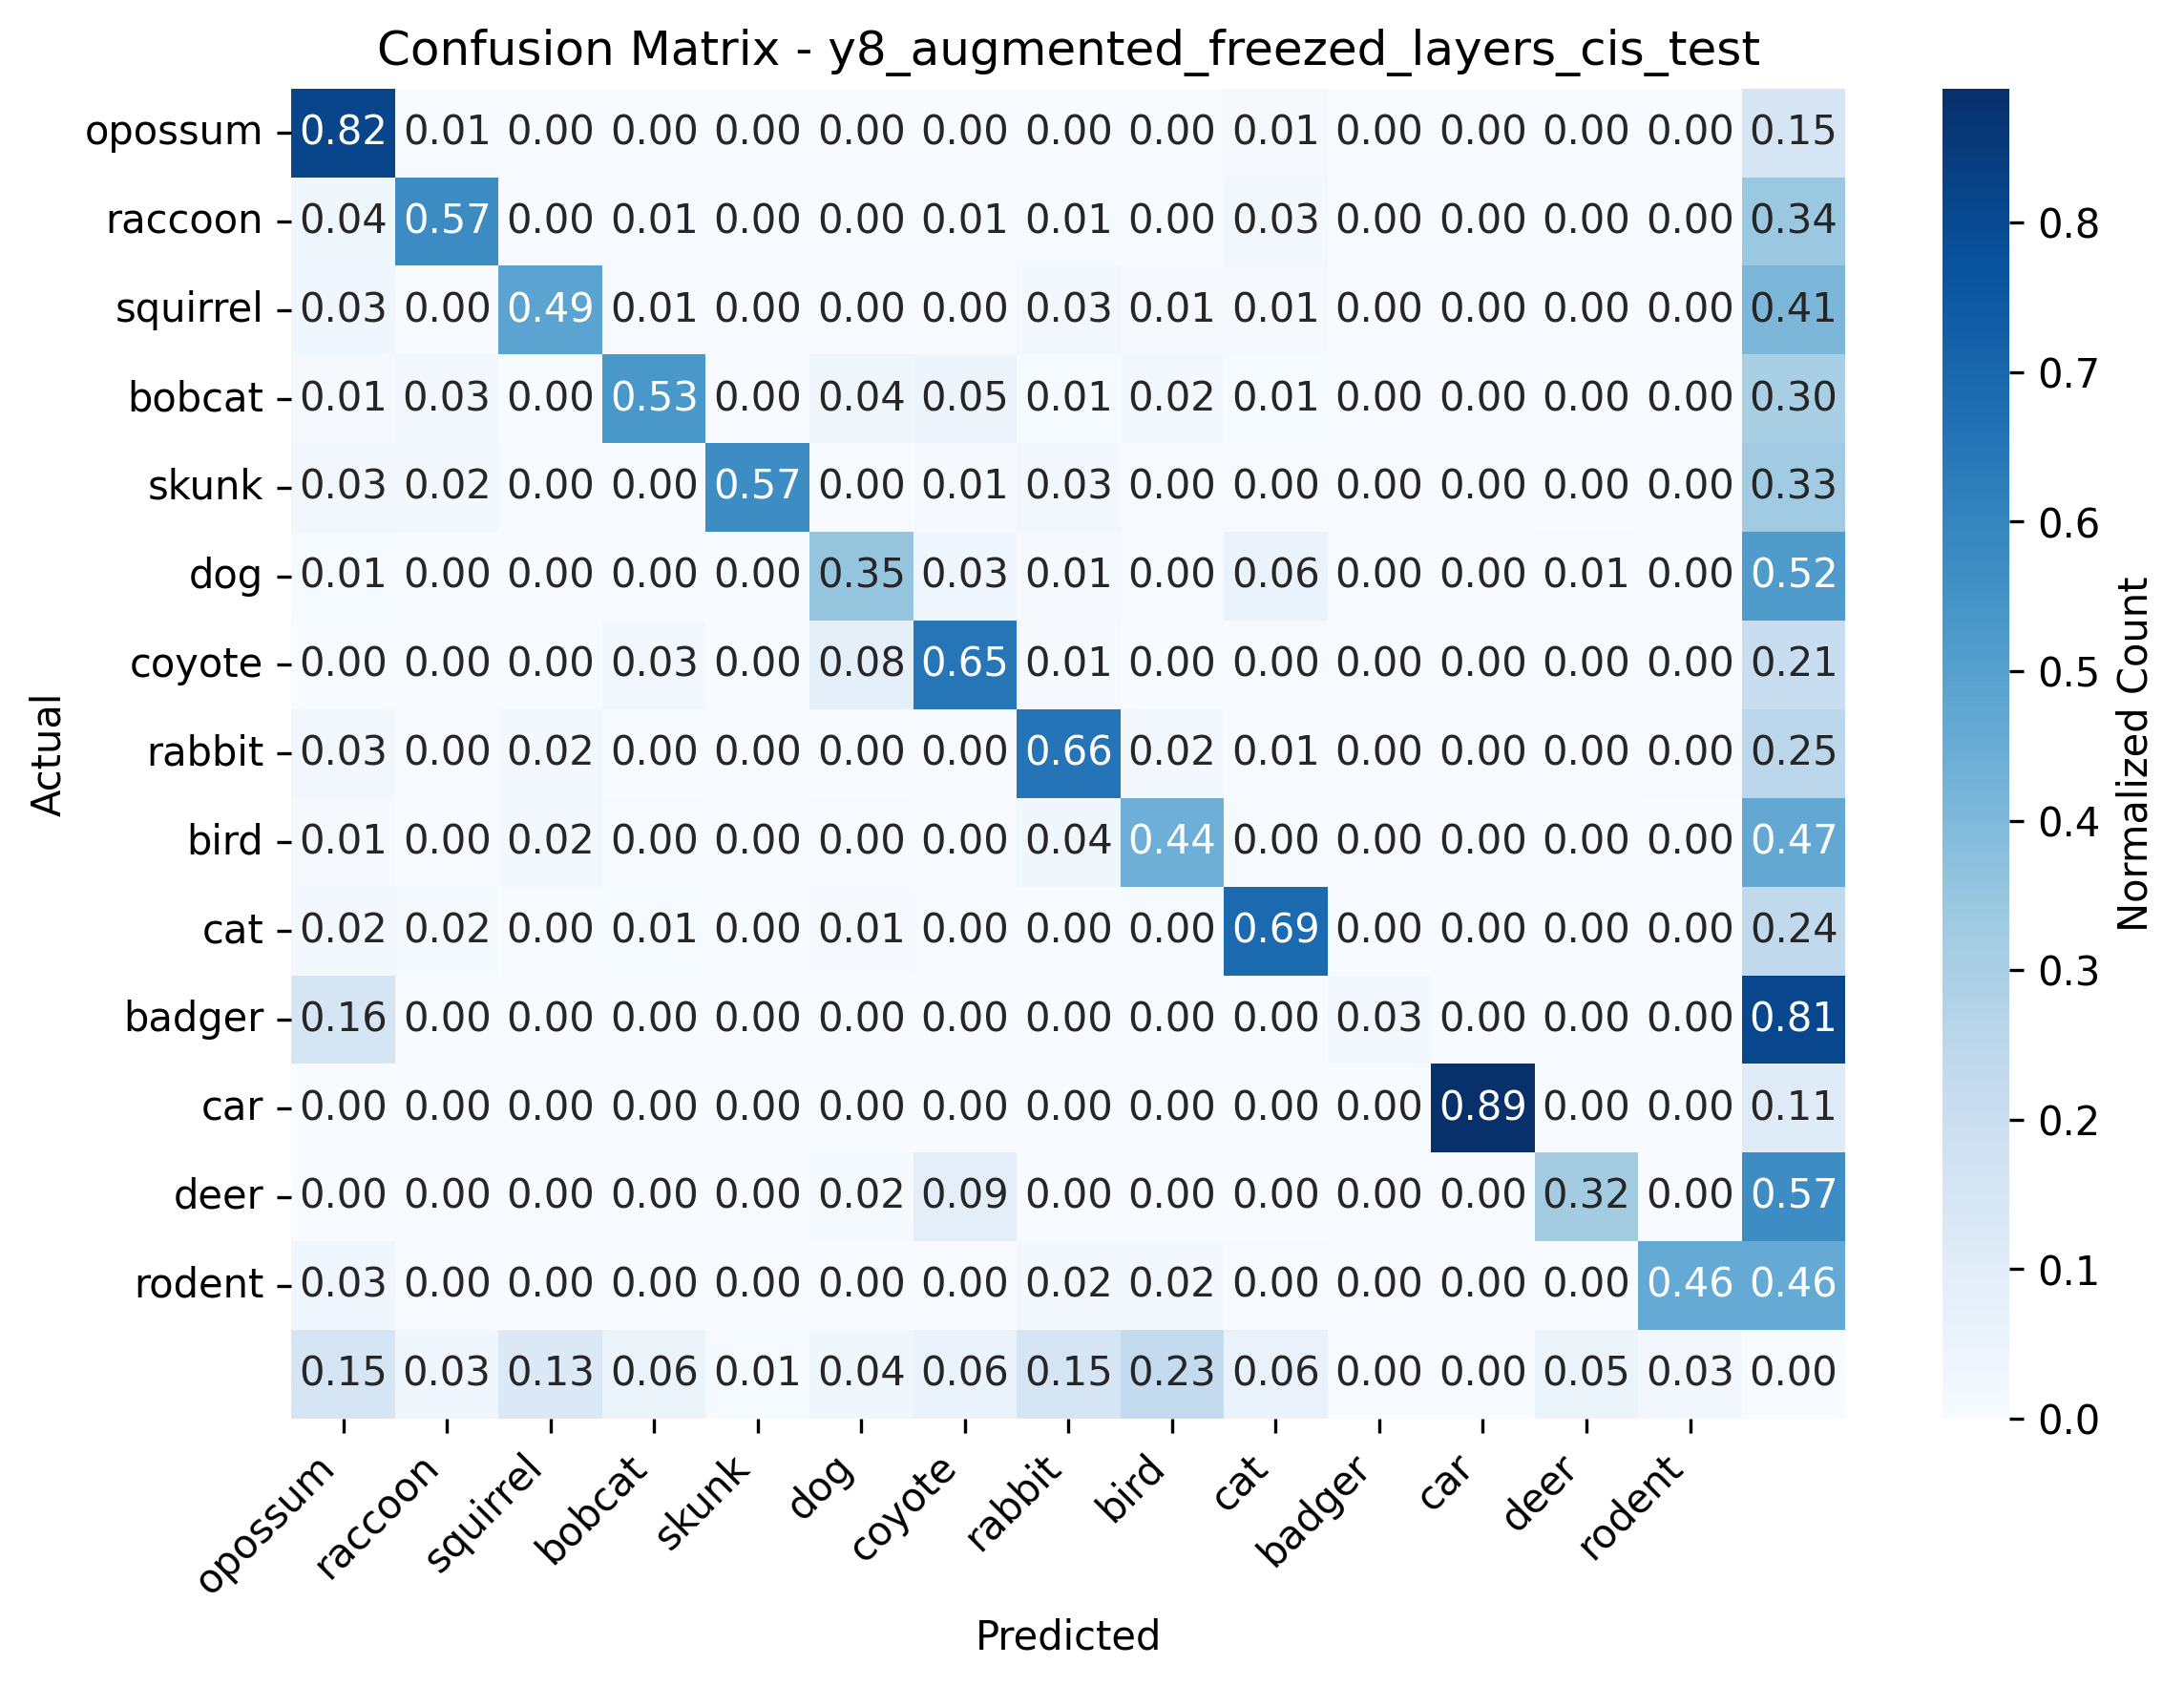 Confusion Matrix - y8_augmented_freezed_layers_cis_test
opossum 0.82 0.01 0.00 0.00 0.00 0.00 0.00 0.00 0.00 0.01 0.00 0.00 0.00 0.00 0.15
raccoon 0.04 0.57 0.00 0.01 0.00 0.00 0.01 0.01 0.00 0.03 0.00 0.00 0.00 0.00 0.34
squirrel 0.03 0.00 0.49 0.01 0.00 0.00 0.00 0.03 0.01 0.01 0.00 0.00 0.00 0.00 0.41
bobcat 0.01 0.03 0.00 0.53 0.00 0.04 0.05 0.01 0.02 0.01 0.00 0.00 0.00 0.00 0.30
skunk 0.03 0.02 0.00 0.00 0.57 0.00 0.01 0.03 0.00 0.00 0.00 0.00 0.00 0.00 0.33
dog 0.01 0.00 0.00 0.00 0.00 0.35 0.03 0.01 0.00 0.06 0.00 0.00 0.01 0.00 0.52
coyote 0.00 0.00 0.00 0.03 0.00 0.08 0.65 0.01 0.00 0.00 0.00 0.00 0.00 0.00 0.21
rabbit 0.03 0.00 0.02 0.00 0.00 0.00 0.00 0.66 0.02 0.01 0.00 0.00 0.00 0.00 0.25
bird 0.01 0.00 0.02 0.00 0.00 0.00 0.00 0.04 0.44 0.00 0.00 0.00 0.00 0.00 0.47
cat 0.02 0.02 0.00 0.01 0.00 0.01 0.00 0.00 0.00 0.69 0.00 0.00 0.00 0.00 0.24
badger 0.16 0.00 0.00 0.00 0.00 0.00 0.00 0.00 0.00 0.00 0.03 0.00 0.00 0.00 0.81
car 0.00 0.00 0.00 0.00 0.00 0.00 0.00 0.00 0.00 0.00 0.00 0.89 0.00 0.00 0.11
deer 0.00 0.00 0.00 0.00 0.00 0.02 0.09 0.00 0.00 0.00 0.00 0.00 0.32 0.00 0.57
rodent 0.03 0.00 0.00 0.00 0.00 0.00 0.00 0.02 0.02 0.00 0.00 0.00 0.00 0.46 0.46
0.15 0.03 0.13 0.06 0.01 0.04 0.06 0.15 0.23 0.06 0.00 0.00 0.05 0.03 0.00
opossum raccoon squirrel bobcat skunk dog coyote rabbit bird cat badger car deer rodent
Predicted
Actual
0.8
0.7
0.6
0.5
0.4
0.3
0.2
0.1
0.0
Normalized Count